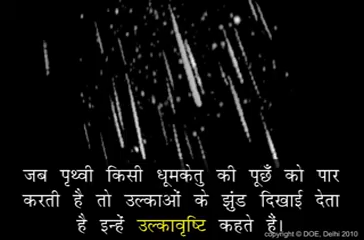 जब पृथ्वी किसी धूमकेतु की पूछँ को पार
करती है तो उल्काओं के झुंड दिखाई देता
है इन्हें उल्कावृष्टि कहते हैं।
copyright © DOE, Delhi 2010